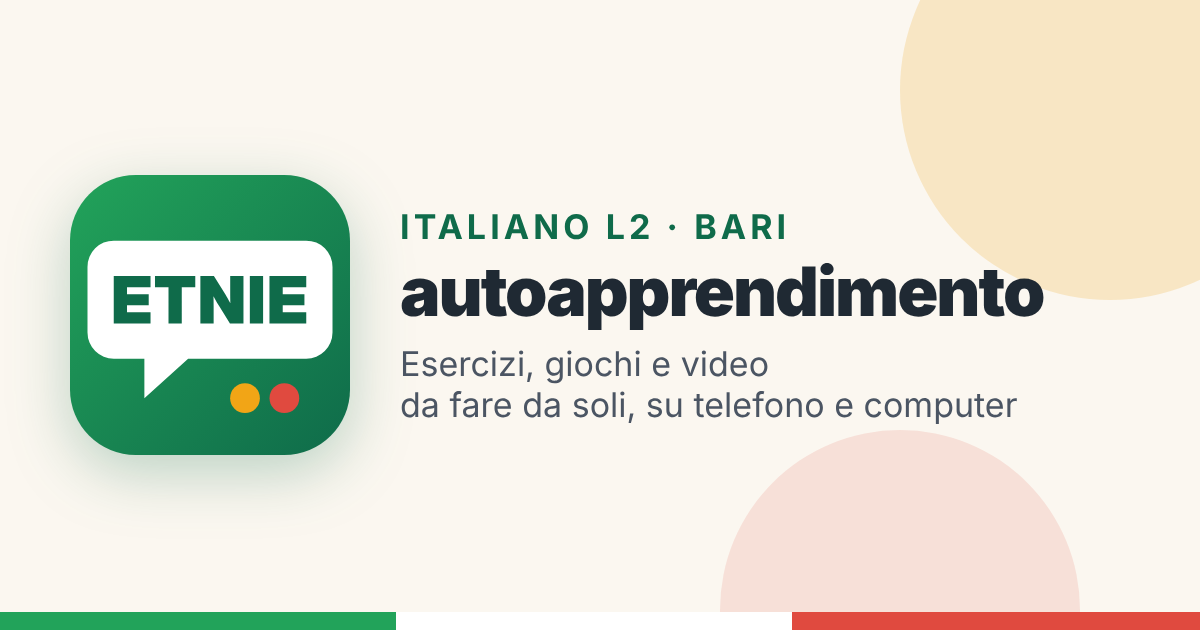 ETNIE
ITALIANO L2 · BARI
autoapprendimento
Esercizi, giochi e video
da fare da soli, su telefono e computer